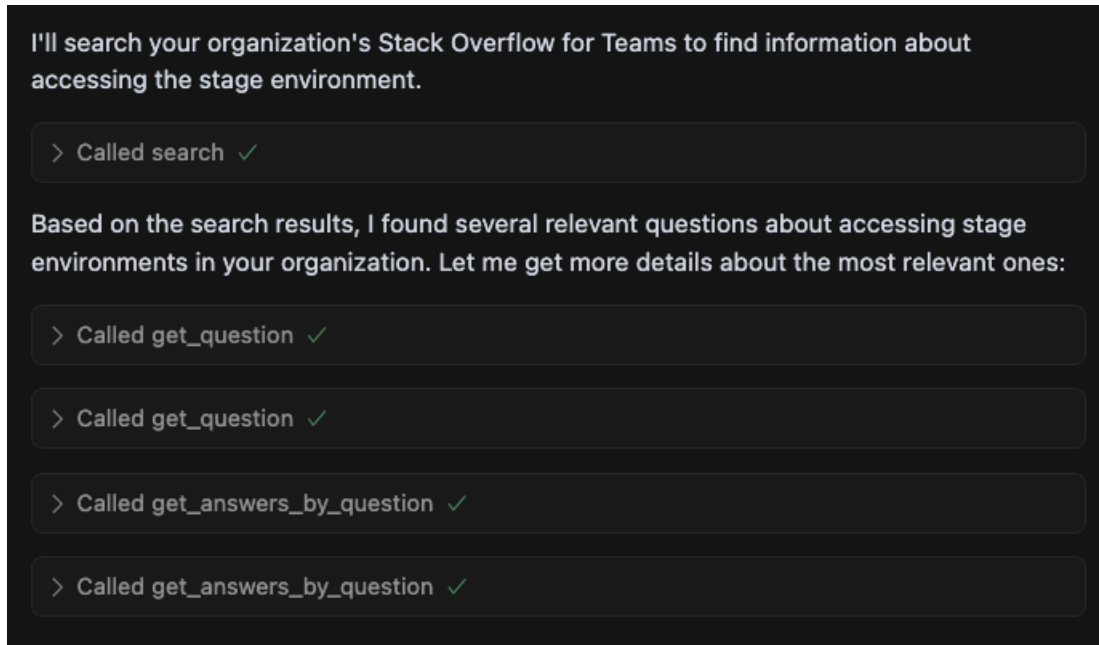 I'll search your organization's Stack Overflow for Teams to find information about
accessing the stage environment.
Called search
Based on the search results, I found several relevant questions about accessing stage
environments in your organization. Let me get more details about the most relevant ones:
Called get_question
Called get_question
Called get_answers_by_question
Called get_answers_by_question